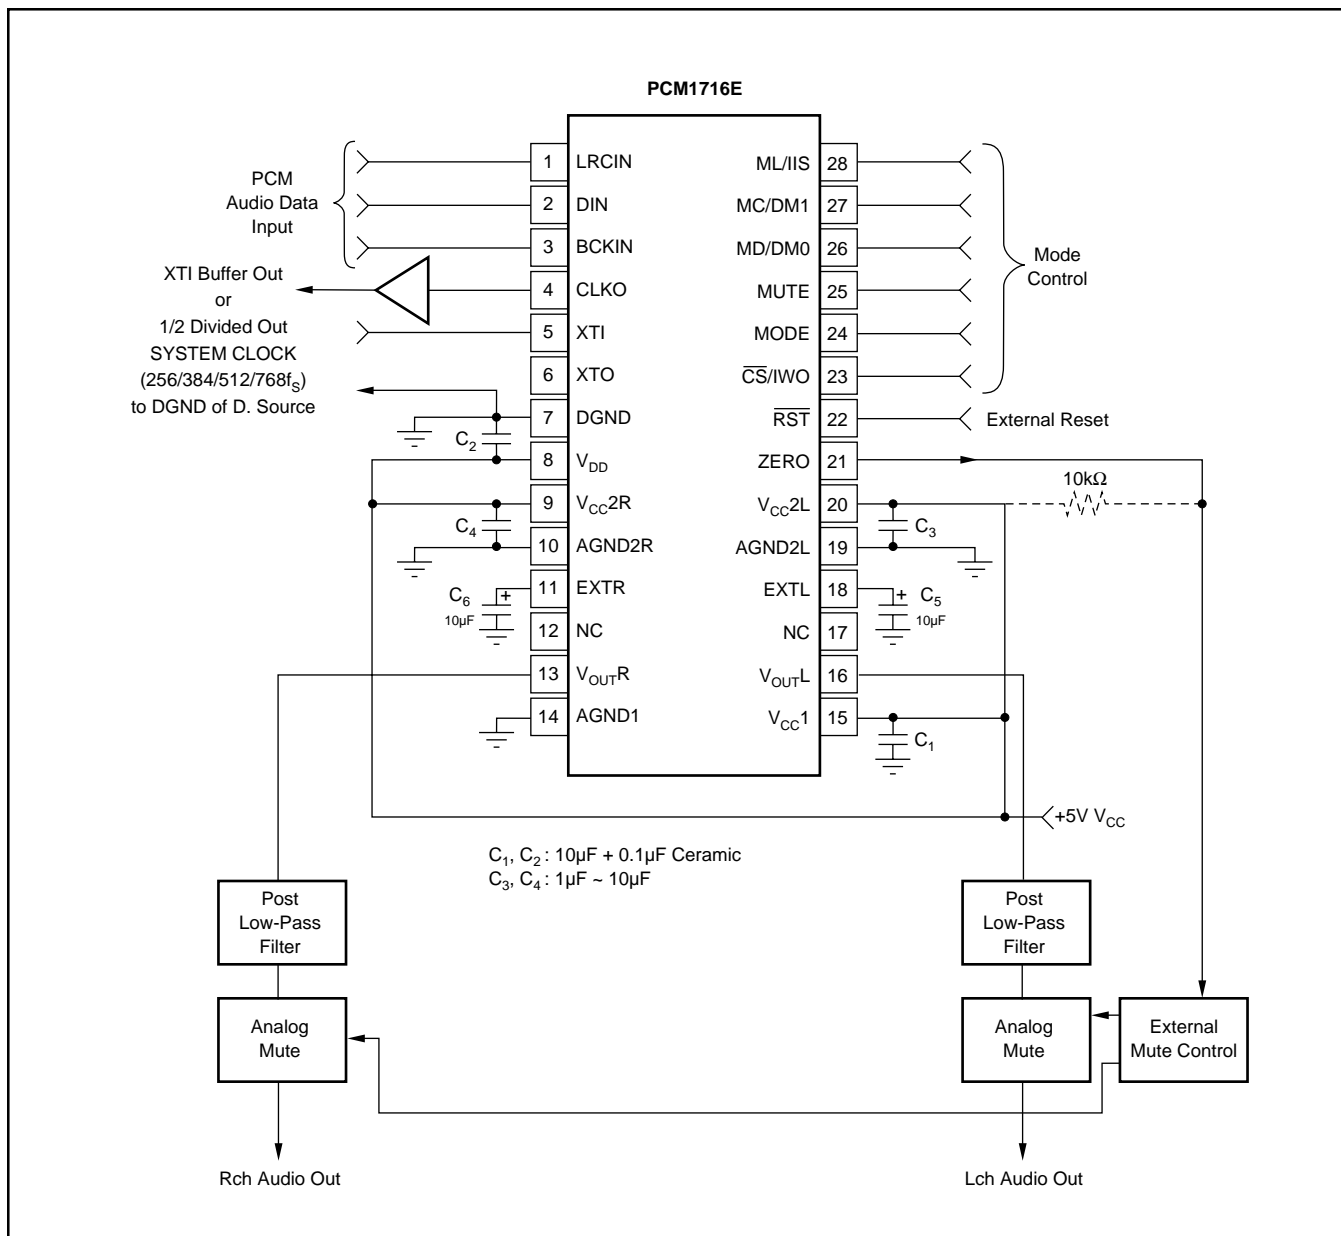 PCM1716E
PCM
Audio Data
Input
XTI Buffer Out
or
1/2 Divided Out
SYSTEM CLOCK
(256/384/512/768fS)
to DGND of D. Source
1 LRCIN
2 DIN
3 BCKIN
4 CLKO
5 XTI
6 XTO
7 DGND
C2
8 VDD
9 VCC2R
C4
10 AGND2R
11 EXTR
C6 +
10µF
12 NC
13 VOUTR
14 AGND1
ML/IIS 28
MC/DM1 27
MD/DM0 26
MUTE 25
MODE 24
C̅S̅/IWO 23
Mode
Control
R̅S̅T̅ 22 External Reset
ZERO 21
10kΩ
VCC2L 20
C3
AGND2L 19
EXTL 18
+ C5
10µF
NC 17
VOUTL 16
VCC1 15
C1
+5V VCC
C1, C2 : 10µF + 0.1µF Ceramic
C3, C4 : 1µF ~ 10µF
Post
Low-Pass
Filter
Analog
Mute
Rch Audio Out
Post
Low-Pass
Filter
Analog
Mute
Lch Audio Out
External
Mute Control